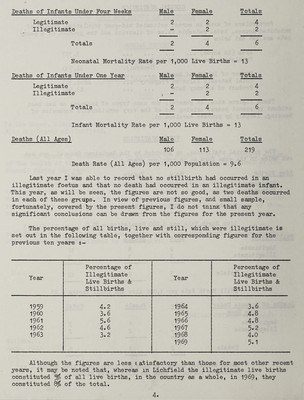 Deaths of Infants Under Four Weeks Male Female Totals
Legitimate 2 2 4
Illegitimate - 2 2
Totals 2 4 6
Neonatal Mortality Rate per 1,000 Live Births - 13
Deaths of Infants Under One Year Male Female Totals
Legitimate 2 2 4
Illegitimate - 2 2
Totals 2 4 6
Infant Mortality Rate per 1,000 Live Births - 13
Deaths (All Ages) Male Female Totals
106 113 219
Death Rate (All Ages) per 1,000 Population - 9.6
Last year I was able to record that no stillbirth had occurred in an
illegitimate foetus and that no death had occurred in an illegitimate infant.
This year, as will be seen, the figures are not so good, as two deaths occurred
in each of these groups. In view of previous figures, and small sample,
fortunately, covered by the present figures, I do not think that any
significant conclusions can be drawn from the figures for the present year.
The percentage of all births, live and still, which were illegitimate is
set out in the following table, together with corresponding figures for the
previous ten years :-
Year Percentage of Illegitimate Live Births & Stillbirths Year Percentage of Illegitimate Live Births & Stillbirths
1959 4.2 1964 3.6
1960 3.6 1965 4.8
1961 5.6 1966 4.8
1962 4.6 1967 5.2
1963 3.2 1968 4.0
1969 5.1
Although the figures are less satisfactory than those for most other recent
years, it may be noted that, whereas in Lichfield the illegitimate live births
constituted of all live births, in the country as a whole, in 1969, they
constituted of the total.
4.